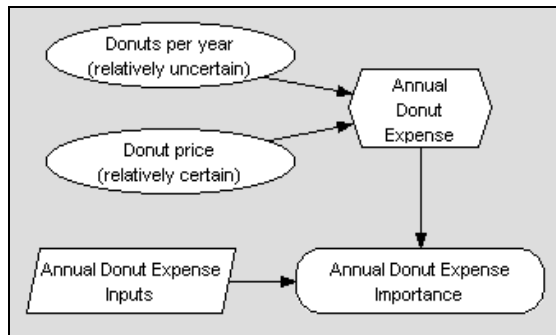 Donuts per year
(relatively uncertain)
Annual
Donut
Expense
Donut price
(relatively certain)
Annual Donut Expense
Inputs
Annual Donut Expense
Importance